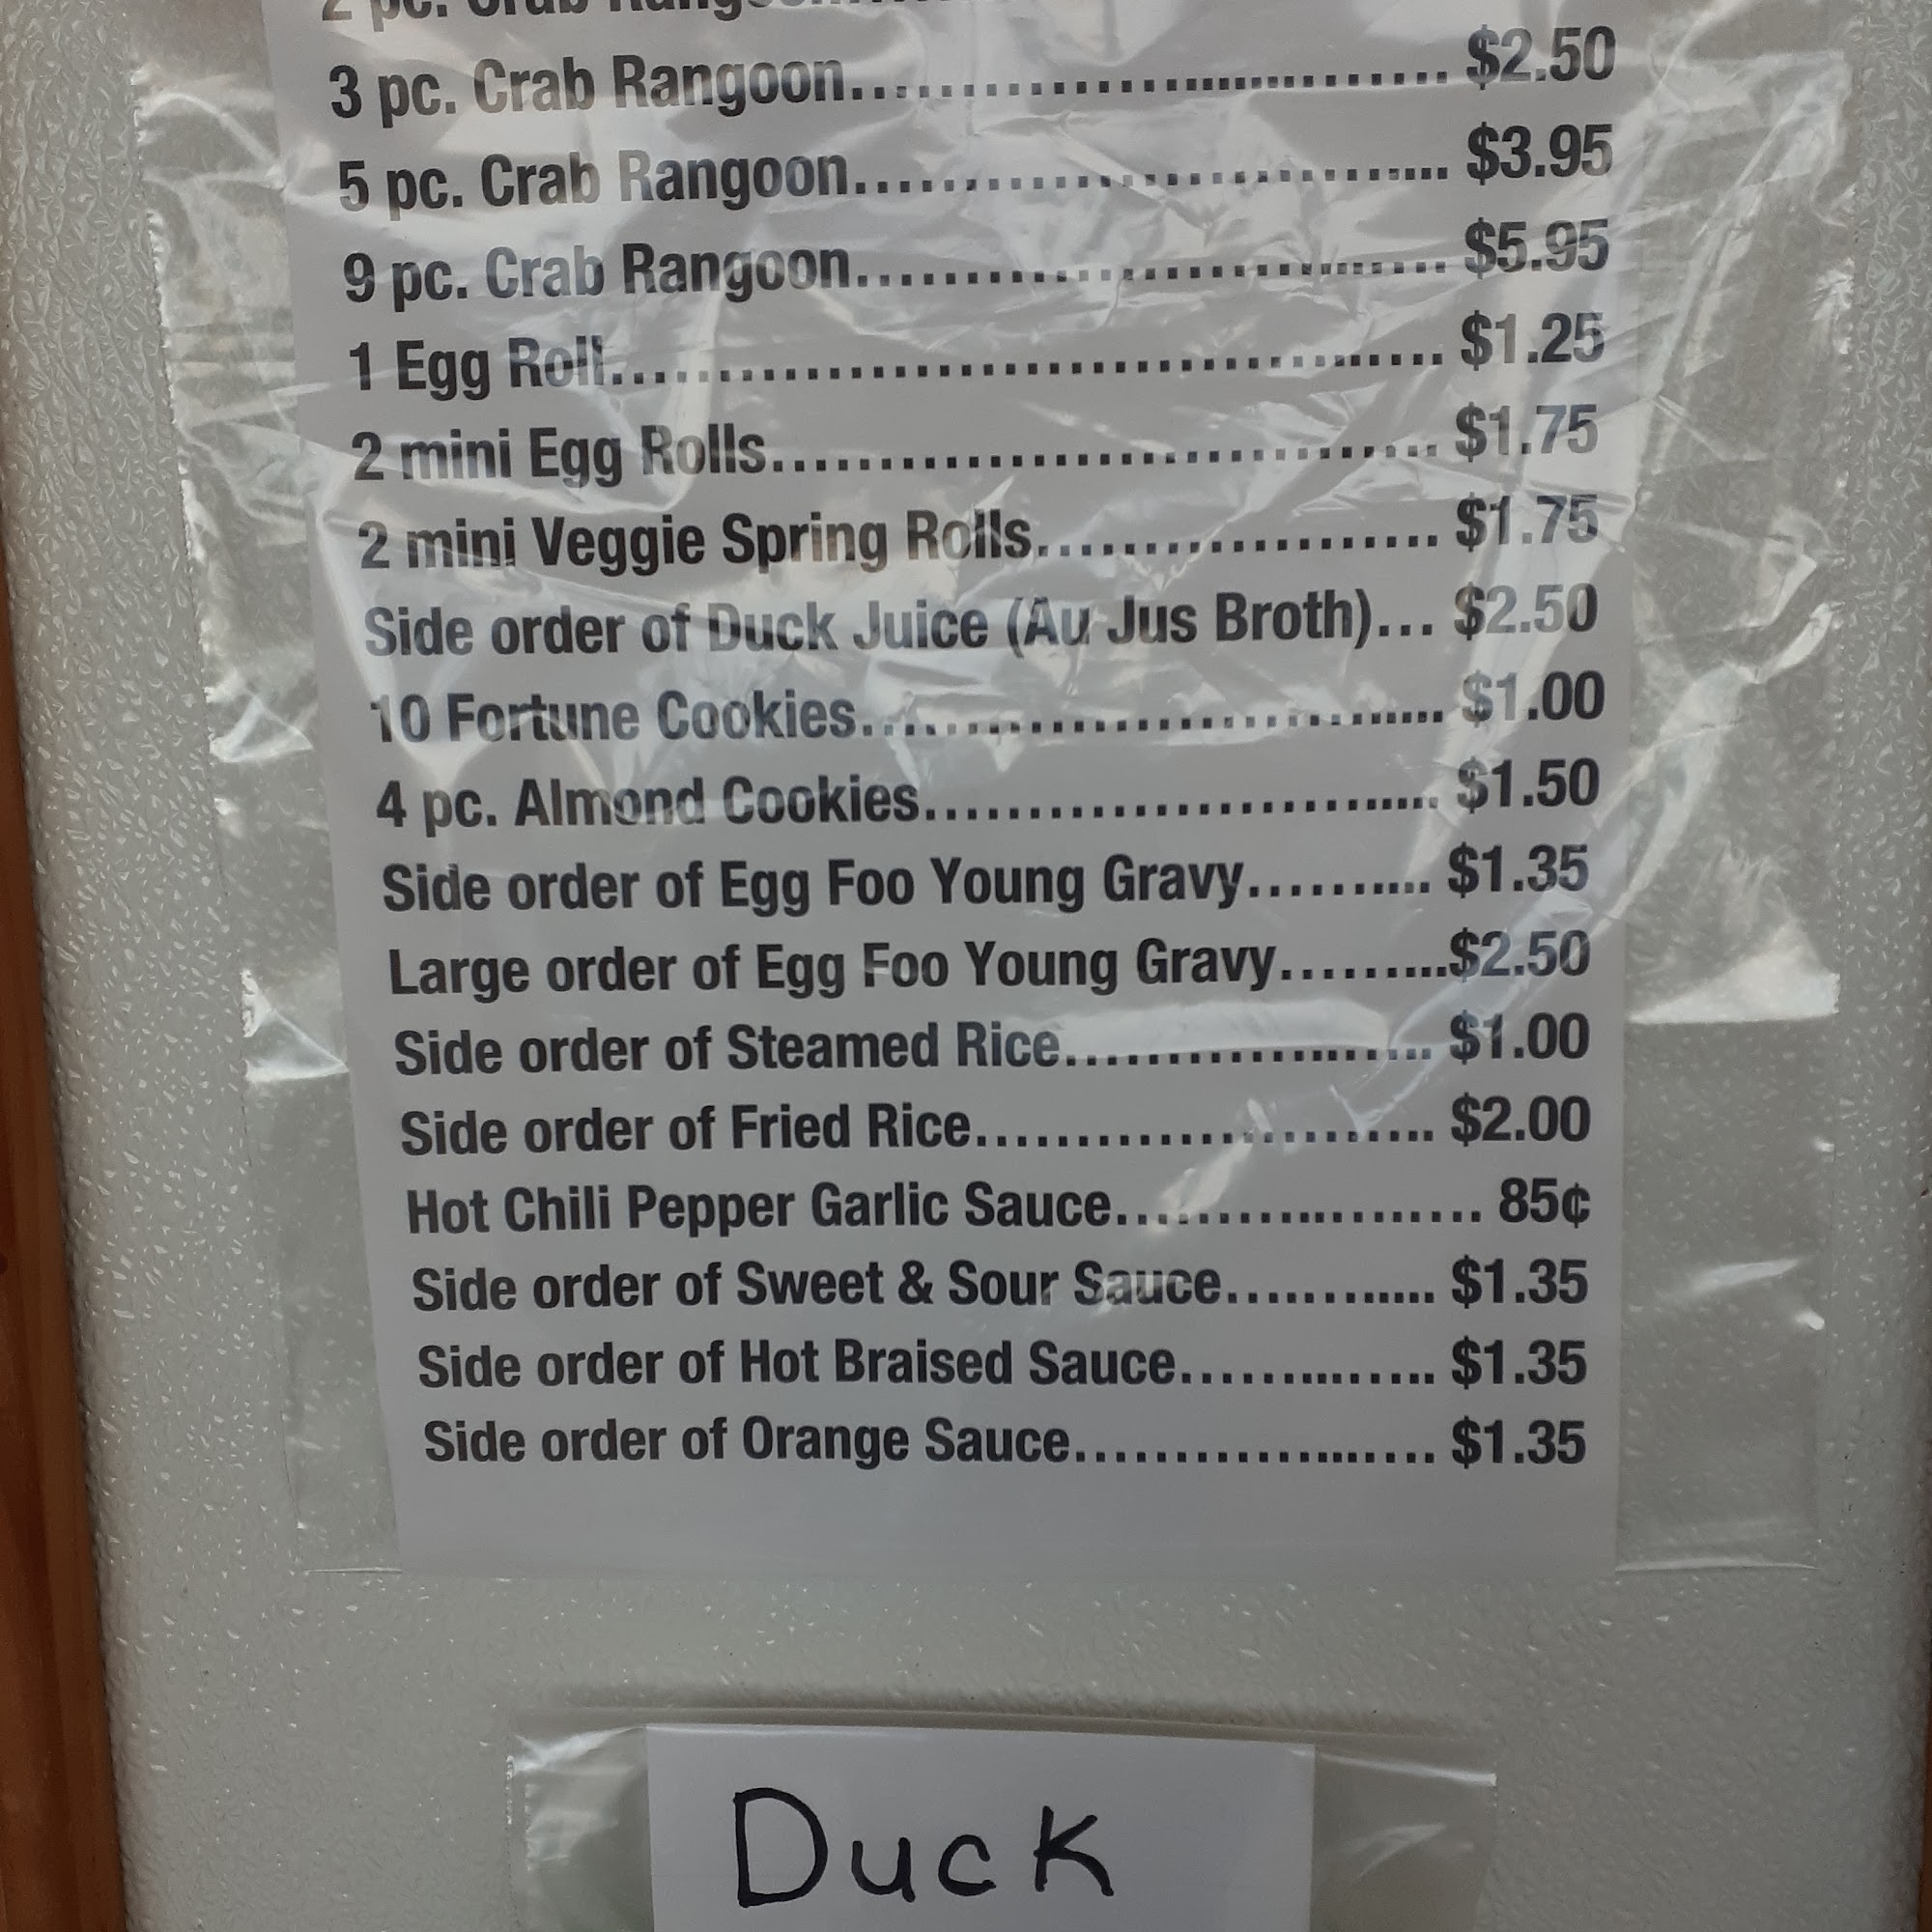 2 pc. Crab Rangoon
3 pc. Crab Rangoon........................... $2.50
5 pc. Crab Rangoon........................... $3.95
9 pc. Crab Rangoon........................... $5.95
1 Egg Roll..................................... $1.25
2 mini Egg Rolls.............................. $1.75
2 mini Veggie Spring Rolls................... $1.75
Side order of Duck Juice (Au Jus Broth)... $2.50
10 Fortune Cookies........................... $1.00
4 pc. Almond Cookies........................ $1.50
Side order of Egg Foo Young Gravy.......... $1.35
Large order of Egg Foo Young Gravy.........$2.50
Side order of Steamed Rice.................. $1.00
Side order of Fried Rice....................... $2.00
Hot Chili Pepper Garlic Sauce................... 85¢
Side order of Sweet & Sour Sauce............ $1.35
Side order of Hot Braised Sauce.............. $1.35
Side order of Orange Sauce................... $1.35
Duck